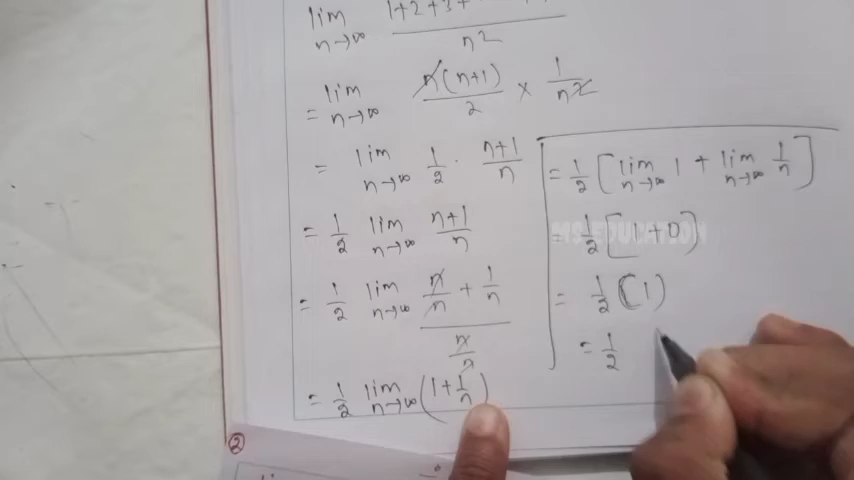 lim n→∞ 1+2+3+ / n2
= lim n→∞ n(n+1) / 2 × 1 / n2
= lim n→∞ 1/2 · n+1 / n
= 1/2 lim n→∞ n+1 / n
= 1/2 lim n→∞ n/n + 1/n / n/n
= 1/2 lim n→∞ (1+1/n)
= 1/2 [lim n→∞ 1 + lim n→∞ 1/n]
= 1/2 [1+0]
MS EDUCATION
= 1/2 (1)
= 1/2
2